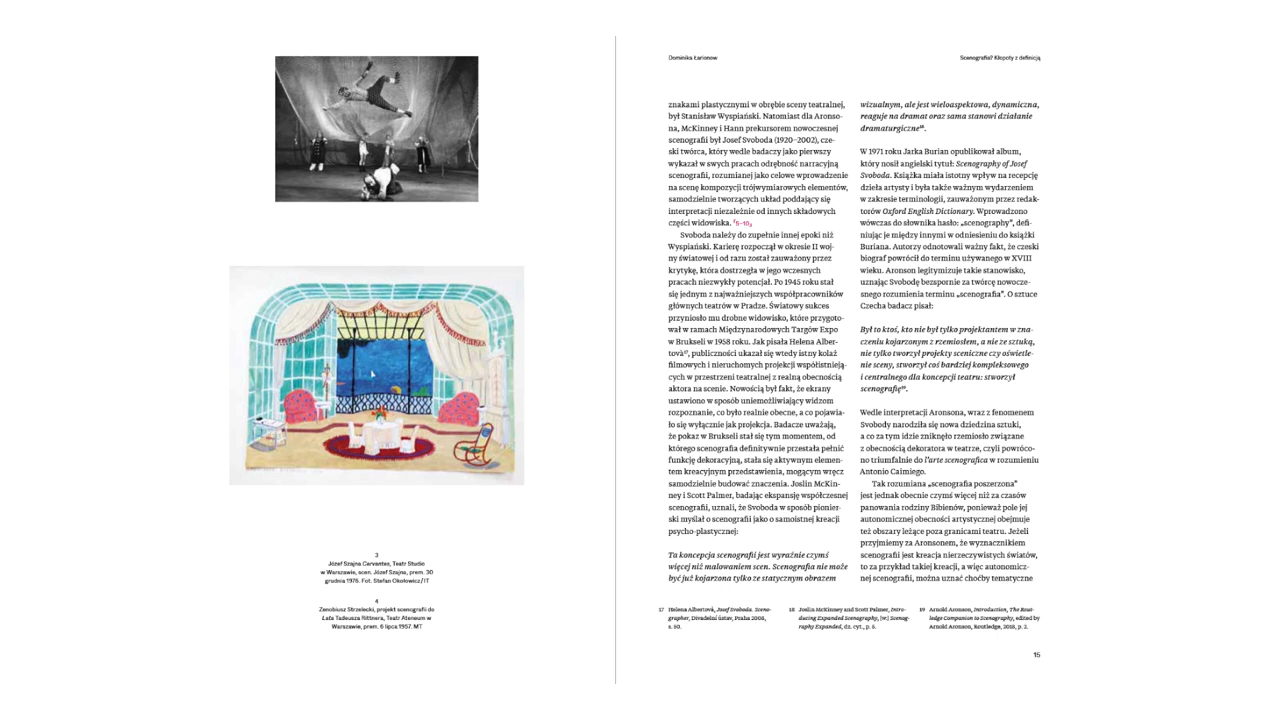 3
Józef Szajna Cervantes, Teatr Studio
w Warszawie, scen. Józef Szajna, prem. 30
grudnia 1976. Fot. Stefan Okołowicz/IT
4
Zenobiusz Strzelecki, projekt scenografii do
Lata Tadeusza Rittnera, Teatr Ateneum w
Warszawie, prem. 6 lipca 1957. MT
Dominika Łarionow
Scenografia? Kłopoty z definicją
znakami plastycznymi w obrębie sceny teatralnej,
był Stanisław Wyspiański. Natomiast dla Aronso-
na, McKinney i Hann prekursorem nowoczesnej
scenografii był Josef Svoboda (1920–2002), cze-
ski twórca, który wedle badaczy jako pierwszy
wykazał w swych pracach odrębność narracyjną
scenografii, rozumianej jako celowe wprowadzenie
na scenę kompozycji trójwymiarowych elementów,
samodzielnie tworzących układ poddający się
interpretacji niezależnie od innych składowych
części widowiska. 5–10
Svoboda należy do zupełnie innej epoki niż
Wyspiański. Karierę rozpoczął w okresie II woj-
ny światowej i od razu został zauważony przez
krytykę, która dostrzegła w jego wczesnych
pracach niezwykły potencjał. Po 1945 roku stał
się jednym z najważniejszych współpracowników
głównych teatrów w Pradze. Światowy sukces
przyniosło mu drobne widowisko, które przygoto-
wał w ramach Międzynarodowych Targów Expo
w Brukseli w 1958 roku. Jak pisała Helena Alber-
tovà¹⁷, publiczności ukazał się wtedy istny kolaż
filmowych i nieruchomych projekcji współistnieją-
cych w przestrzeni teatralnej z realną obecnością
aktora na scenie. Nowością był fakt, że ekrany
ustawiono w sposób uniemożliwiający widzom
rozpoznanie, co było realnie obecne, a co pojawia-
ło się wyłącznie jak projekcja. Badacze uważają,
że pokaz w Brukseli stał się tym momentem, od
którego scenografia definitywnie przestała pełnić
funkcję dekoracyjną, stała się aktywnym elemen-
tem kreacyjnym przedstawienia, mogącym wręcz
samodzielnie budować znaczenia. Joslin McKin-
ney i Scott Palmer, badając ekspansję współczesnej
scenografii, uznali, że Svoboda w sposób pionier-
ski myślał o scenografii jako o samoistnej kreacji
psycho-plastycznej:
Ta koncepcja scenografii jest wyraźnie czymś
więcej niż malowaniem scen. Scenografia nie może
być już kojarzona tylko ze statycznym obrazem
wizualnym, ale jest wieloaspektowa, dynamiczna,
reaguje na dramat oraz sama stanowi działanie
dramaturgiczne¹⁸.
W 1971 roku Jarka Burian opublikował album,
który nosił angielski tytuł: Scenography of Josef
Svoboda. Książka miała istotny wpływ na recepcję
dzieła artysty i była także ważnym wydarzeniem
w zakresie terminologii, zauważonym przez redak-
torów Oxford English Dictionary. Wprowadzono
wówczas do słownika hasło: „scenography”, defi-
niując je między innymi w odniesieniu do książki
Buriana. Autorzy odnotowali ważny fakt, że czeski
biograf powrócił do terminu używanego w XVIII
wieku. Aronson legitymizuje takie stanowisko,
uznając Svobodę bezspornie za twórcę nowocze-
snego rozumienia terminu „scenografia”. O sztuce
Czecha badacz pisał:
Był to ktoś, kto nie był tylko projektantem w zna-
czeniu kojarzonym z rzemiosłem, a nie ze sztuką,
nie tylko tworzył projekty sceniczne czy oświetle-
nie sceny, stworzył coś bardziej kompleksowego
i centralnego dla koncepcji teatru: stworzył
scenografię¹⁹.
Wedle interpretacji Aronsona, wraz z fenomenem
Svobody narodziła się nowa dziedzina sztuki,
a co za tym idzie zniknęło rzemiosło związane
z obecnością dekoratora w teatrze, czyli powróco-
no triumfalnie do l’arte scenografica w rozumieniu
Antonio Caimiego.
Tak rozumiana „scenografia poszerzona”
jest jednak obecnie czymś więcej niż za czasów
panowania rodziny Bibienów, ponieważ pole jej
autonomicznej obecności artystycznej obejmuje
też obszary leżące poza granicami teatru. Jeżeli
przyjmiemy za Aronsonem, że wyznacznikiem
scenografii jest kreacja nierzeczywistych światów,
to za przykład takiej kreacji, a więc autonomicz-
nej scenografii, można uznać choćby tematyczne
17 Helena Albertovà, Josef Svoboda. Sceno-
grapher, Divadelní ústav, Praha 2008,
s. 90.
18 Joslin McKinney and Scott Palmer, Intro-
ducing Expanded Scenography, [w:] Scenog-
raphy Expanded, dz. cyt., p. 5.
19 Arnold Aronson, Introduction, The Rout-
ledge Companion to Scenography, edited by
Arnold Aronson, Routledge, 2018, p. 2.
15